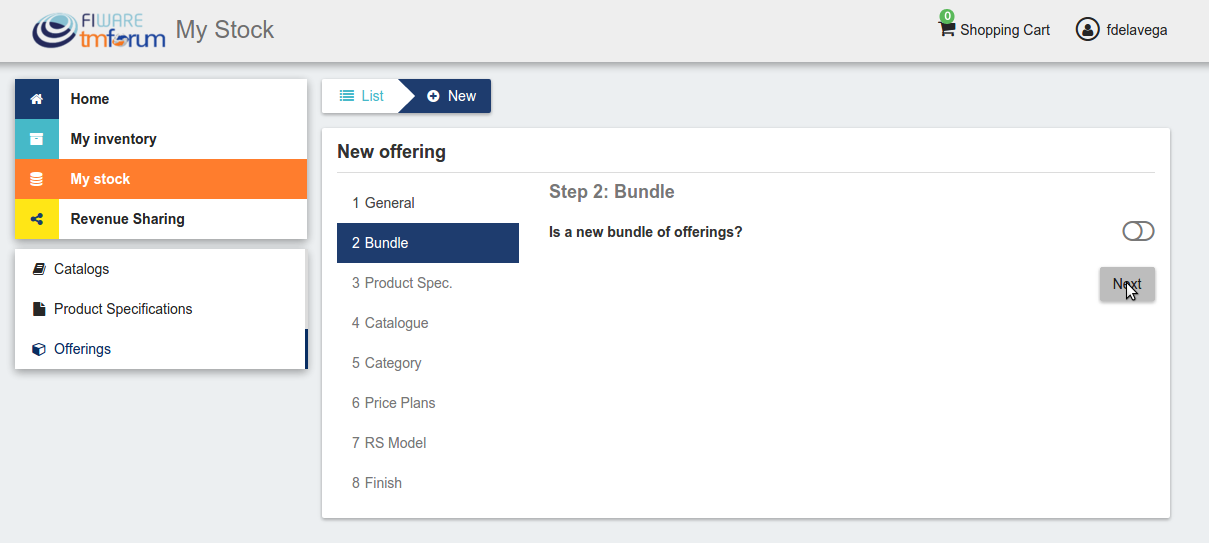 FIWARE
tmforum
My Stock
0
Shopping Cart
fdelavega
Home
My inventory
My stock
Revenue Sharing
Catalogs
Product Specifications
Offerings
List
New
New offering
1 General
2 Bundle
3 Product Spec.
4 Catalogue
5 Category
6 Price Plans
7 RS Model
8 Finish
Step 2: Bundle
Is a new bundle of offerings?
Next